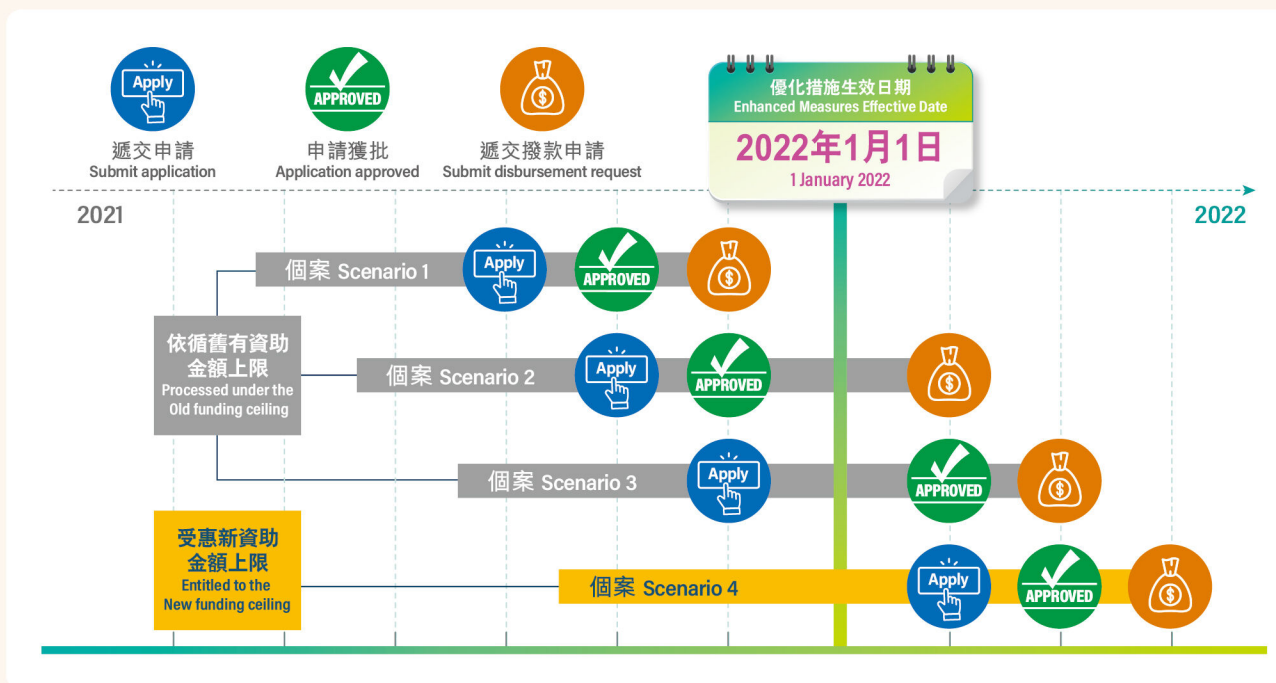 Apply
遞交申請
Submit application
APPROVED
申請獲批
Application approved
$
遞交撥款申請
Submit disbursement request
優化措施生效日期
Enhanced Measures Effective Date
2022年1月1日
1 January 2022
2021
2022
個案 Scenario 1
Apply
APPROVED
$
依循舊有資助
金額上限
Processed under the
Old funding ceiling
個案 Scenario 2
Apply
APPROVED
$
個案 Scenario 3
Apply
APPROVED
$
受惠新資助
金額上限
Entitled to the
New funding ceiling
個案 Scenario 4
Apply
APPROVED
$